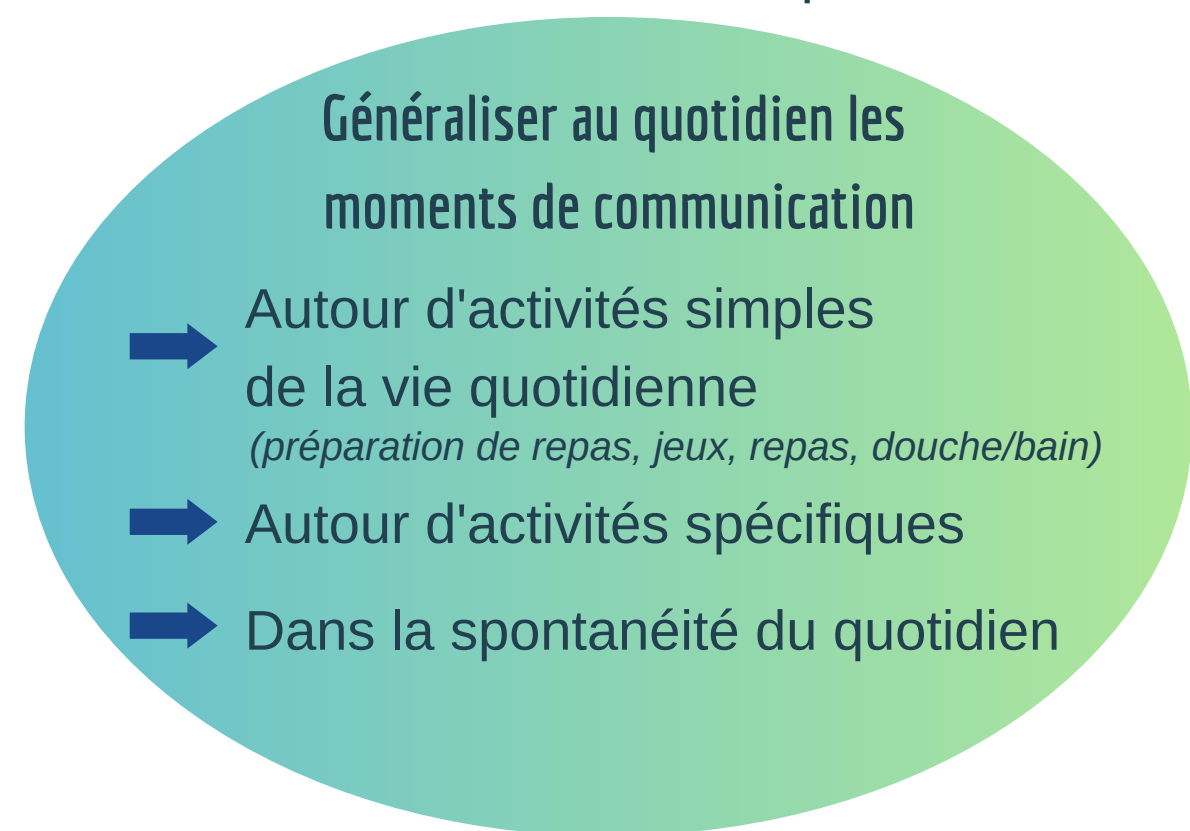 Généraliser au quotidien les
moments de communication
Autour d'activités simples
de la vie quotidienne
(préparation de repas, jeux, repas, douche/bain)
Autour d'activités spécifiques
Dans la spontanéité du quotidien